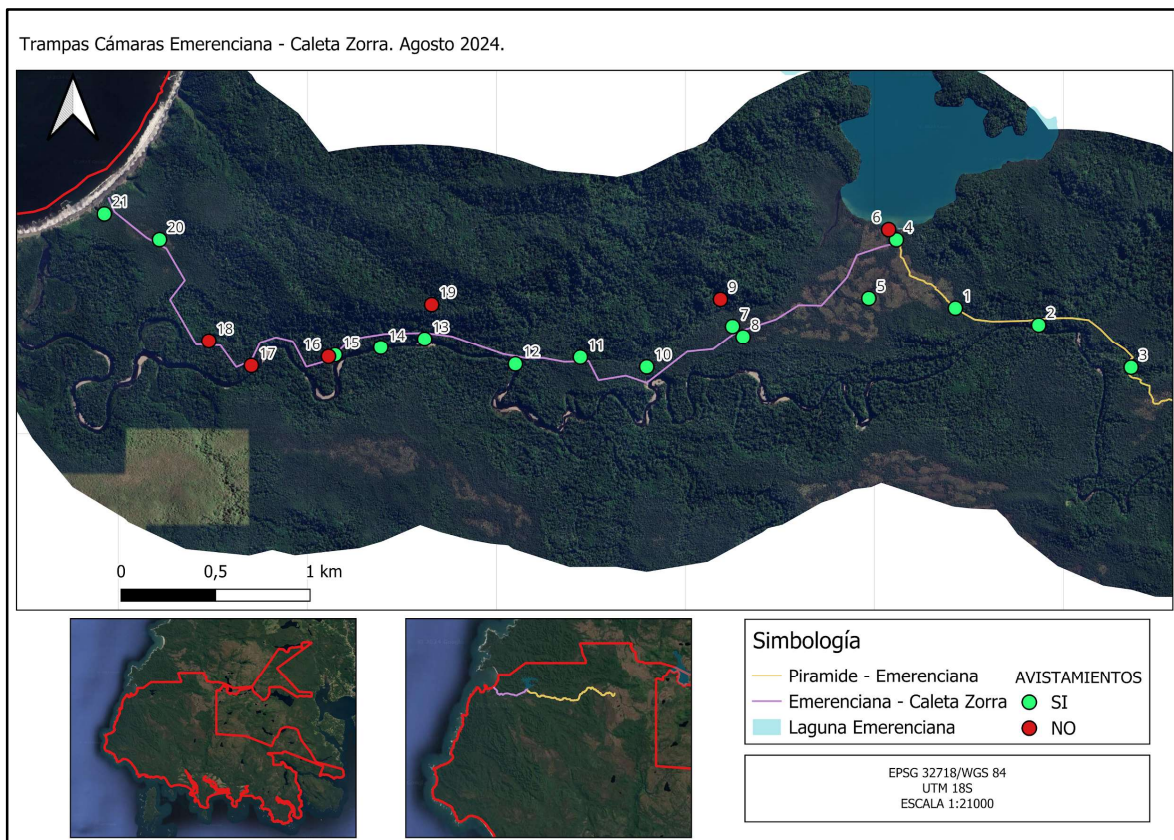 Trampas Cámaras Emerenciana - Caleta Zorra. Agosto 2024.
21
20
6
4
19
9
5
1
2
18
17
16
15
14
13
12
11
10
7
8
3
0
0,5
1 km
Simbología
Piramide - Emerenciana
Emerenciana - Caleta Zorra
Laguna Emerenciana
AVISTAMIENTOS
SI
NO
EPSG 32718/WGS 84
UTM 18S
ESCALA 1:21000